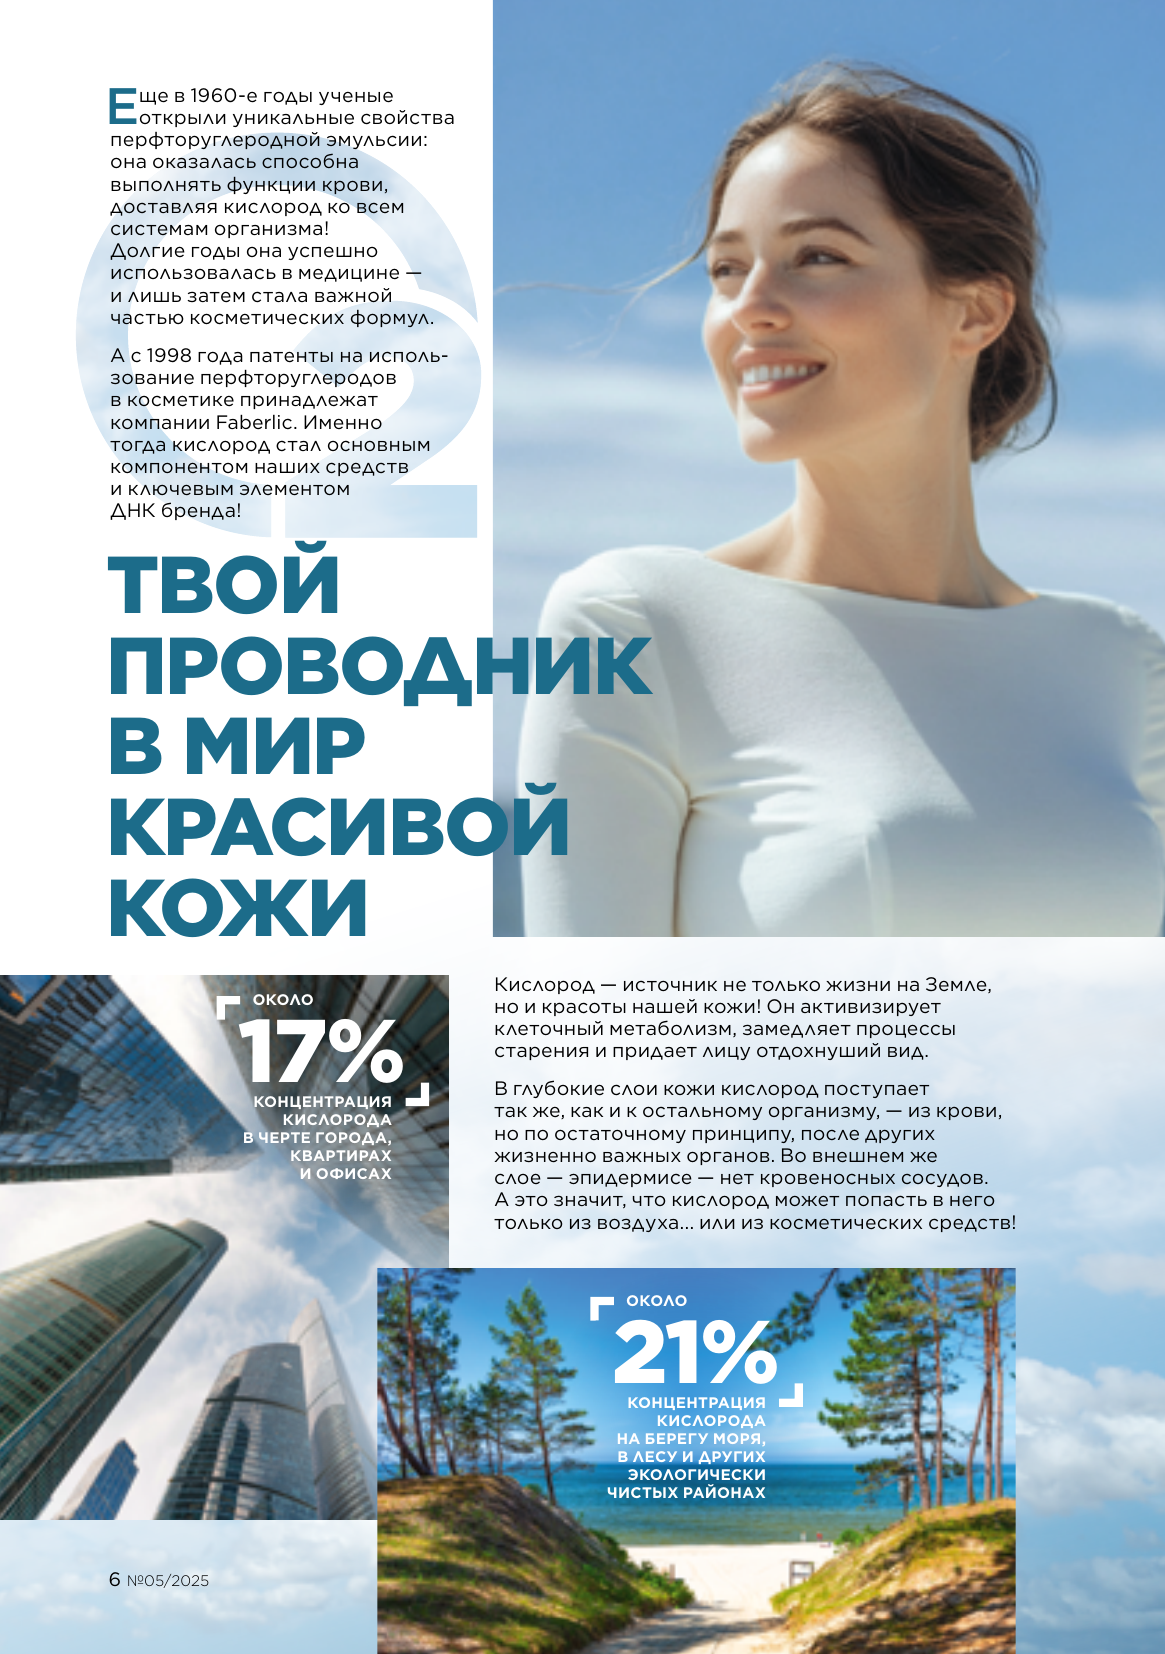 Еще в 1960-е годы ученые
открыли уникальные свойства
перфторуглеродной эмульсии:
она оказалась способна
выполнять функции крови,
доставляя кислород ко всем
системам организма!
Долгие годы она успешно
использовалась в медицине —
и лишь затем стала важной
частью косметических формул.
А с 1998 года патенты на исполь-
зование перфторуглеродов
в косметике принадлежат
компании Faberlic. Именно
тогда кислород стал основным
компонентом наших средств
и ключевым элементом
ДНК бренда!
O2
ТВОЙ
ПРОВОДНИК
В МИР
КРАСИВОЙ
КОЖИ
ОКОЛО
17%
КОНЦЕНТРАЦИЯ
КИСЛОРОДА
В ЧЕРТЕ ГОРОДА,
КВАРТИРАХ
И ОФИСАХ
Кислород — источник не только жизни на Земле,
но и красоты нашей кожи! Он активизирует
клеточный метаболизм, замедляет процессы
старения и придает лицу отдохнуший вид.
В глубокие слои кожи кислород поступает
так же, как и к остальному организму, — из крови,
но по остаточному принципу, после других
жизненно важных органов. Во внешнем же
слое — эпидермисе — нет кровеносных сосудов.
А это значит, что кислород может попасть в него
только из воздуха... или из косметических средств!
ОКОЛО
21%
КОНЦЕНТРАЦИЯ
КИСЛОРОДА
НА БЕРЕГУ МОРЯ,
В ЛЕСУ И ДРУГИХ
ЭКОЛОГИЧЕСКИ
ЧИСТЫХ РАЙОНАХ
6 №05/2025